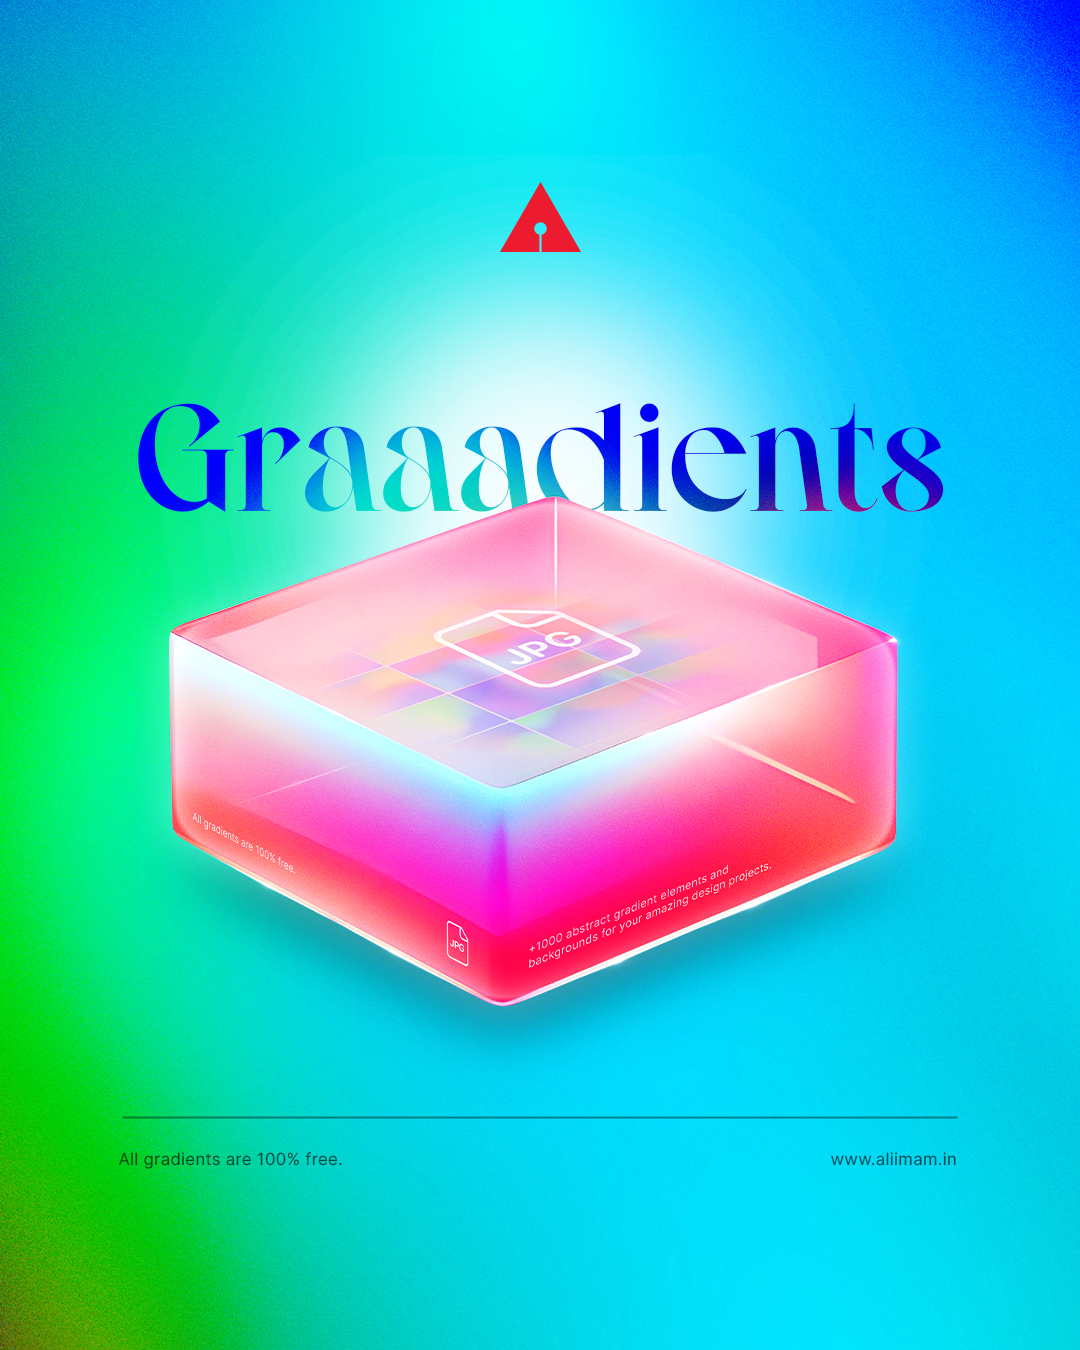 Graaadients
JPG
All gradients are 100% free.
JPG
+1000 abstract gradient elements and
backgrounds for your amazing design projects.
All gradients are 100% free.
www.aliimam.in